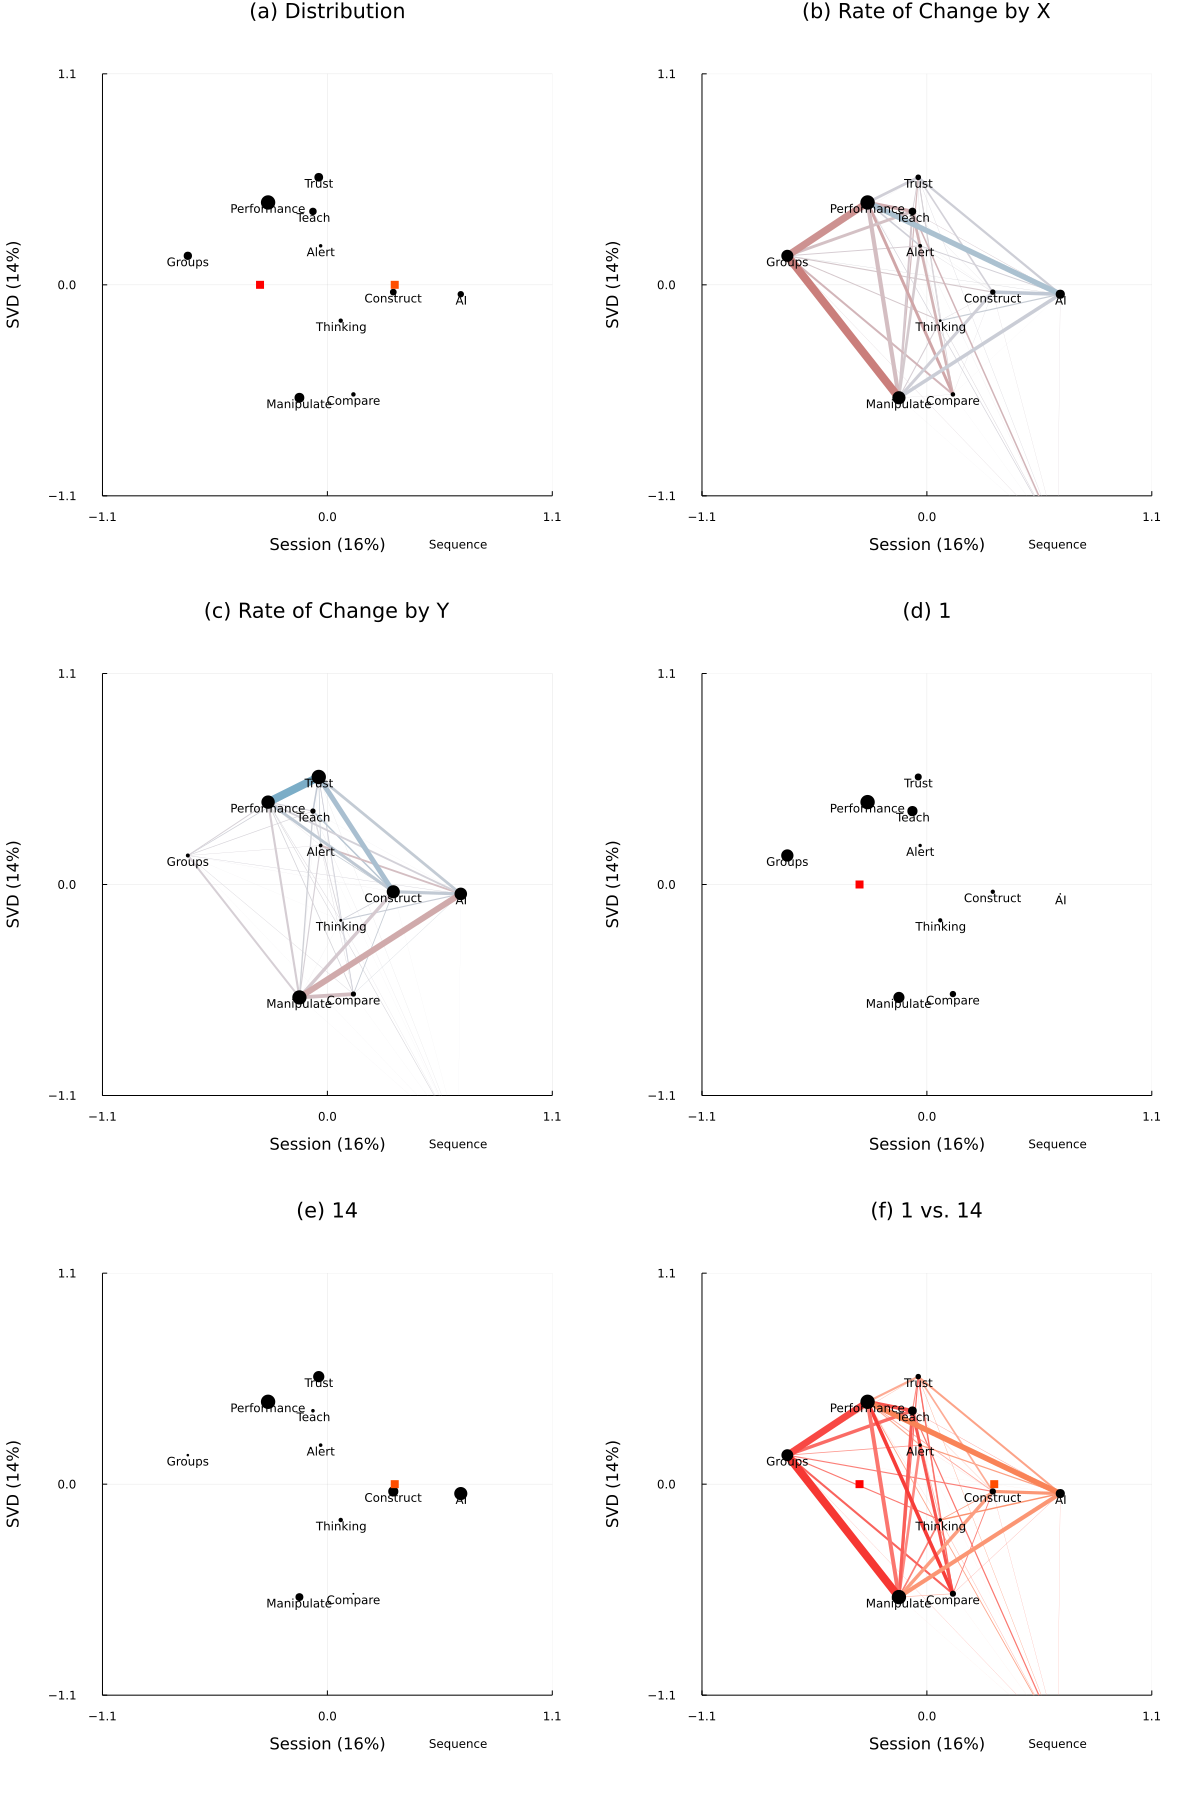 (a) Distribution
1.1
Trust
Performance
Teach
Alert
Groups
0.0
Construct
AI
Thinking
Manipulate
Compare
−1.1
−1.1
0.0
1.1
Session (16%)
Sequence
SVD (14%)
(b) Rate of Change by X
1.1
Trust
Performance
Teach
Alert
Groups
0.0
Construct
AI
Thinking
Manipulate
Compare
−1.1
−1.1
0.0
1.1
Session (16%)
Sequence
SVD (14%)
(c) Rate of Change by Y
1.1
Trust
Performance
Teach
Alert
Groups
0.0
Construct
AI
Thinking
Manipulate
Compare
−1.1
−1.1
0.0
1.1
Session (16%)
Sequence
SVD (14%)
(d) 1
1.1
Trust
Performance
Teach
Alert
Groups
0.0
Construct
AI
Thinking
Manipulate
Compare
−1.1
−1.1
0.0
1.1
Session (16%)
Sequence
SVD (14%)
(e) 14
1.1
Trust
Performance
Teach
Alert
Groups
0.0
Construct
AI
Thinking
Manipulate
Compare
−1.1
−1.1
0.0
1.1
Session (16%)
Sequence
SVD (14%)
(f) 1 vs. 14
1.1
Trust
Performance
Teach
Alert
Groups
0.0
Construct
AI
Thinking
Manipulate
Compare
−1.1
−1.1
0.0
1.1
Session (16%)
Sequence
SVD (14%)